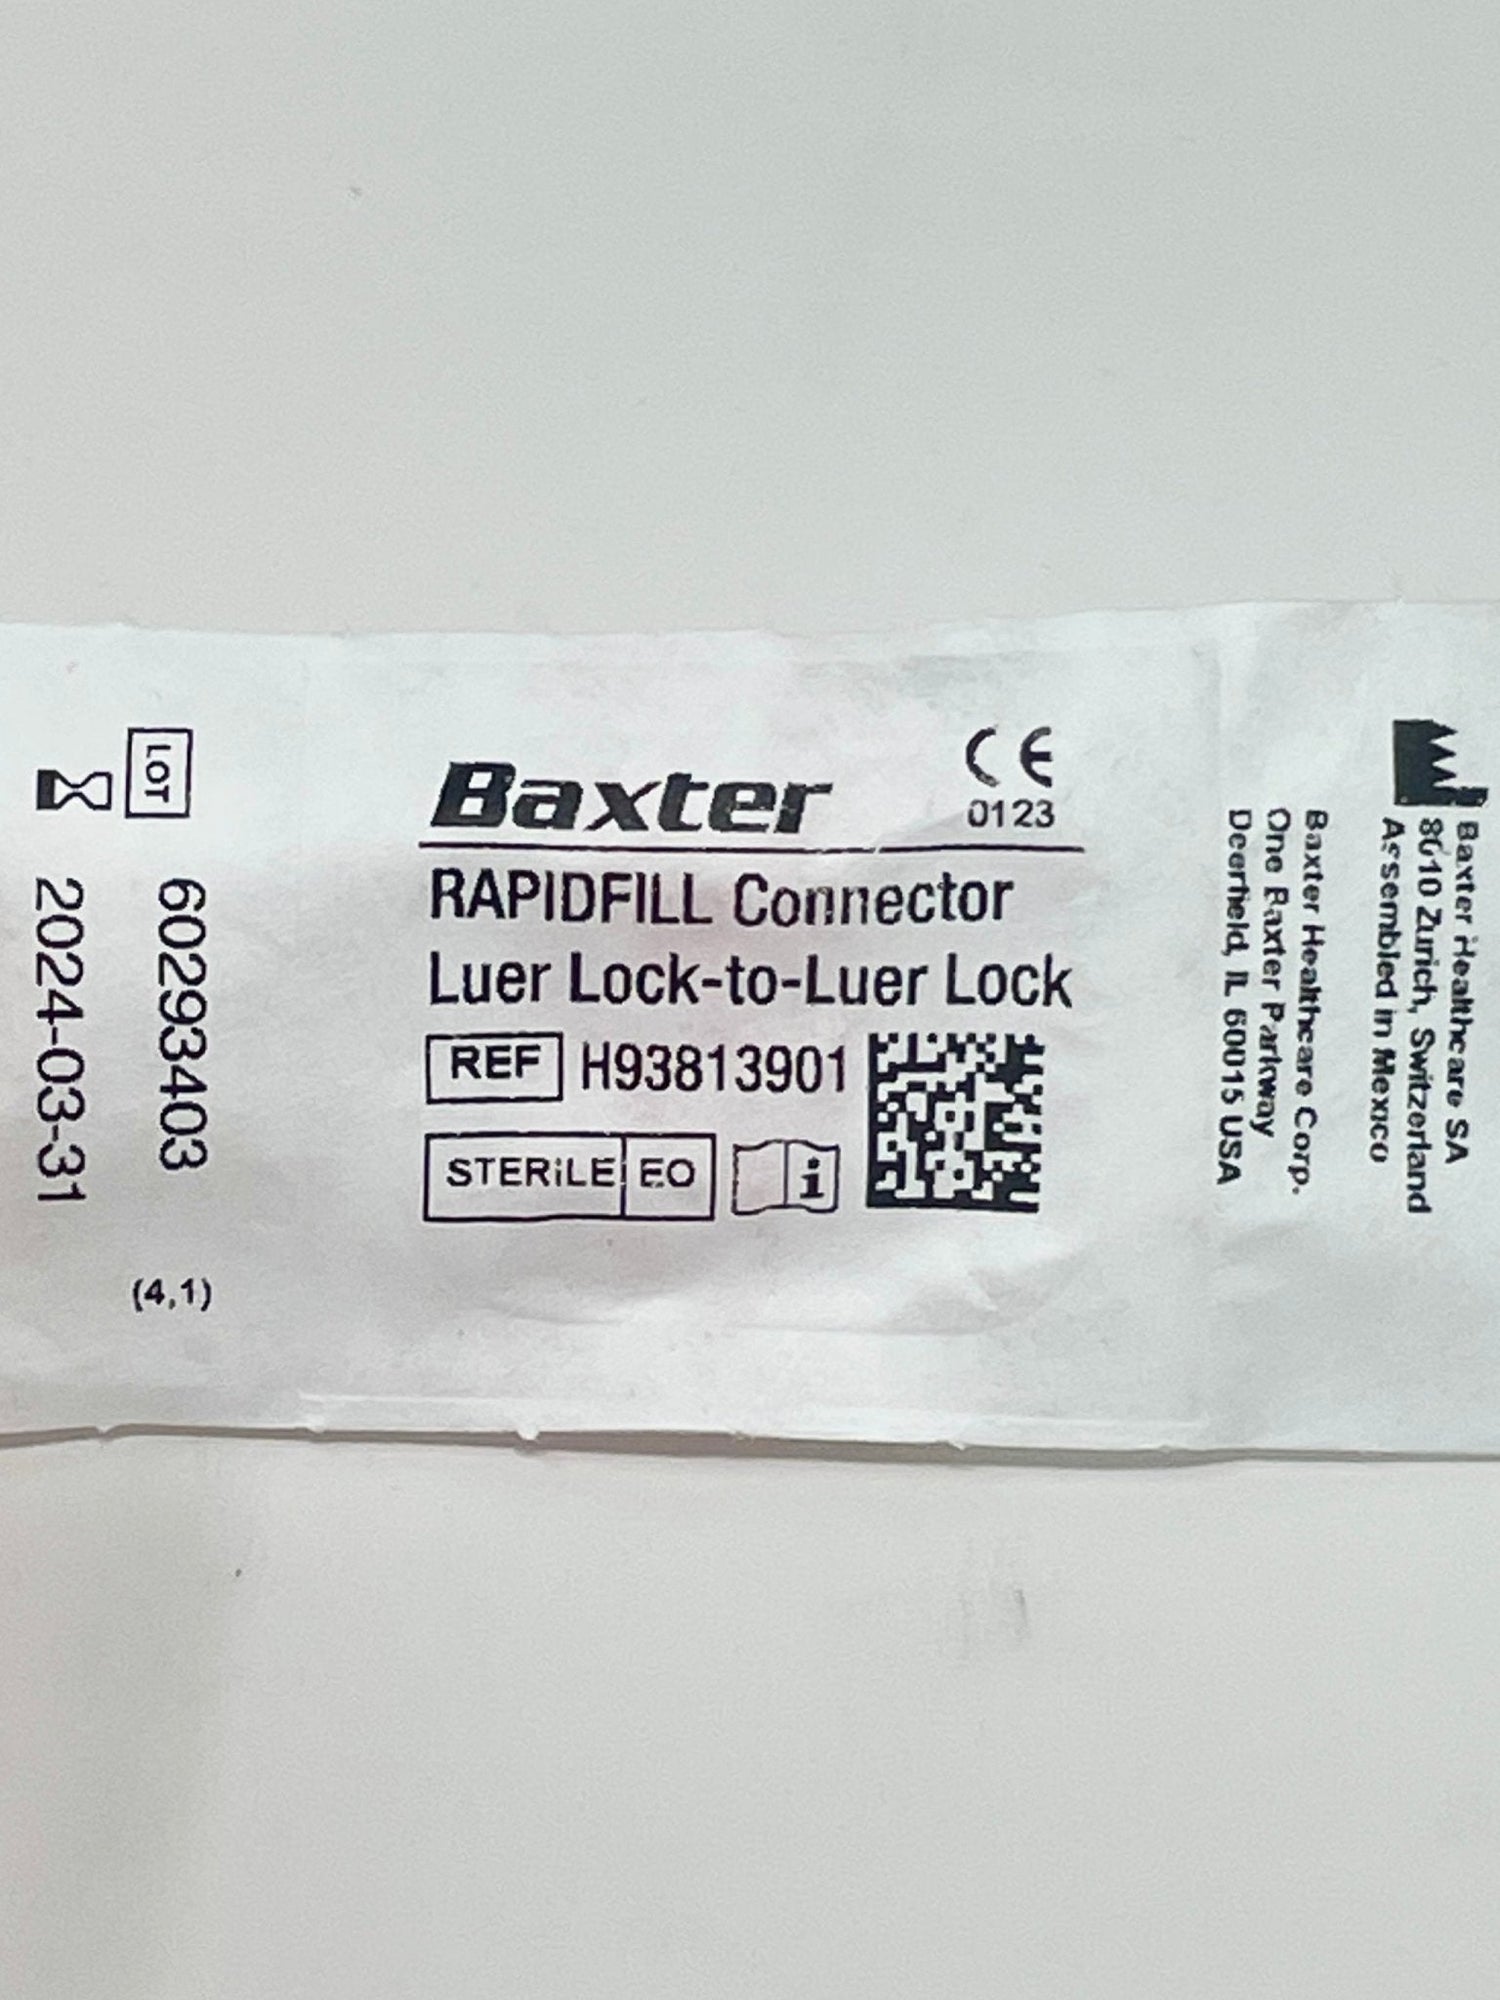 LOT 60293403
2024-03-31
(4,1)
Baxter
CE
0123
RAPIDFILL Connector
Luer Lock-to-Luer Lock
REF H93813901
STERILE EO
i
Baxter Healthcare SA
8010 Zurich, Switzerland
Assembled in Mexico
Baxter Healthcare Corp.
One Baxter Parkway
Deerfield, IL 60015 USA